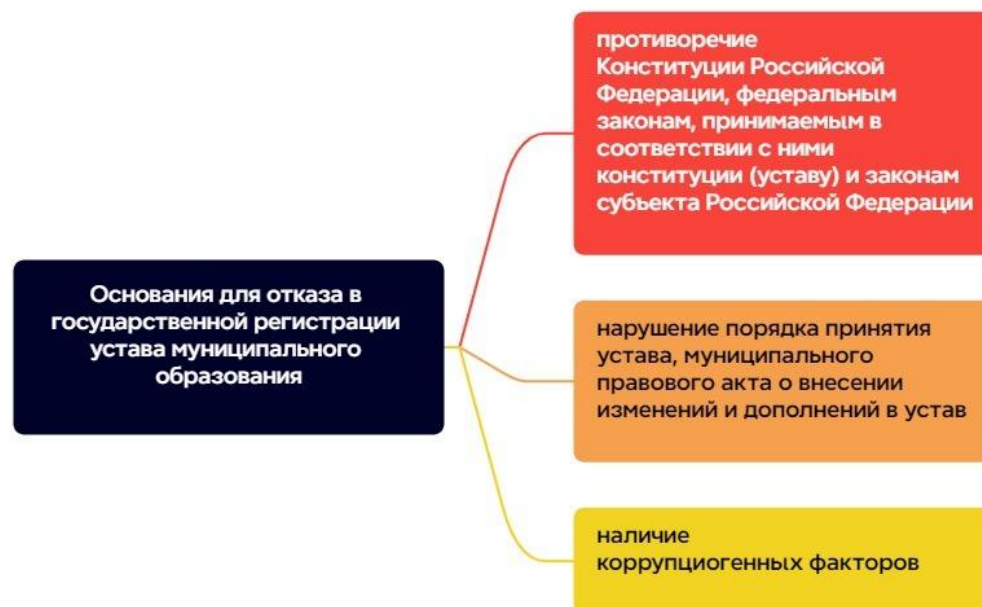 противоречие
Конституции Российской
Федерации, федеральным
законам, принимаемым в
соответствии с ними
конституции (уставу) и законам
субъекта Российской Федерации
Основания для отказа в
государственной регистрации
устава муниципального
образования
нарушение порядка принятия
устава, муниципального
правового акта о внесении
изменений и дополнений в устав
наличие
коррупциогенных факторов